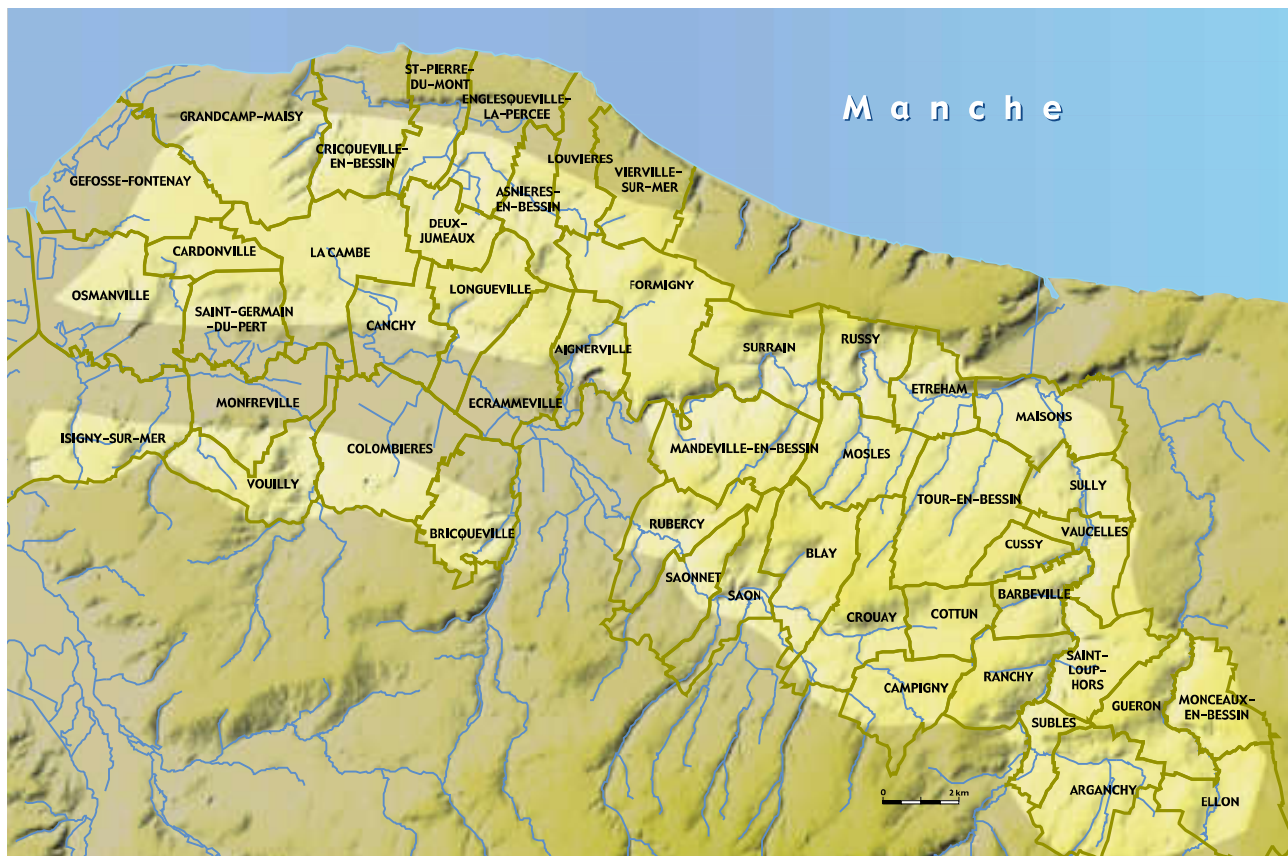 Manche
ST-PIERRE-
DU-MONT
ENGLESQUEVILLE-
LA-PERCEE
GRANDCAMP-MAISY
CRICQUEVILLE-
EN-BESSIN
LOUVIERES
VIERVILLE-
SUR-MER
GEFOSSE-FONTENAY
ASNIERES-
EN-BESSIN
DEUX-
JUMEAUX
CARDONVILLE
LA CAMBE
OSMANVILLE
LONGUEVILLE
FORMIGNY
SAINT-GERMAIN
-DU-PERT
CANCHY
AIGNERVILLE
SURRAIN
RUSSY
ETREHAM
MONFREVILLE
ECRAMMEVILLE
MAISONS
ISIGNY-SUR-MER
COLOMBIERES
MANDEVILLE-EN-BESSIN
MOSLES
VOUILLY
SULLY
TOUR-EN-BESSIN
BRICQUEVILLE
RUBERCY
VAUCELLES
BLAY
CUSSY
SAONNET
SAON
BARBEVILLE
CROUAY
COTTUN
SAINT-
LOUP-
HORS
RANCHY
CAMPIGNY
GUERON
MONCEAUX-
EN-BESSIN
SUBLES
ARGANCHY
ELLON
0 2 km